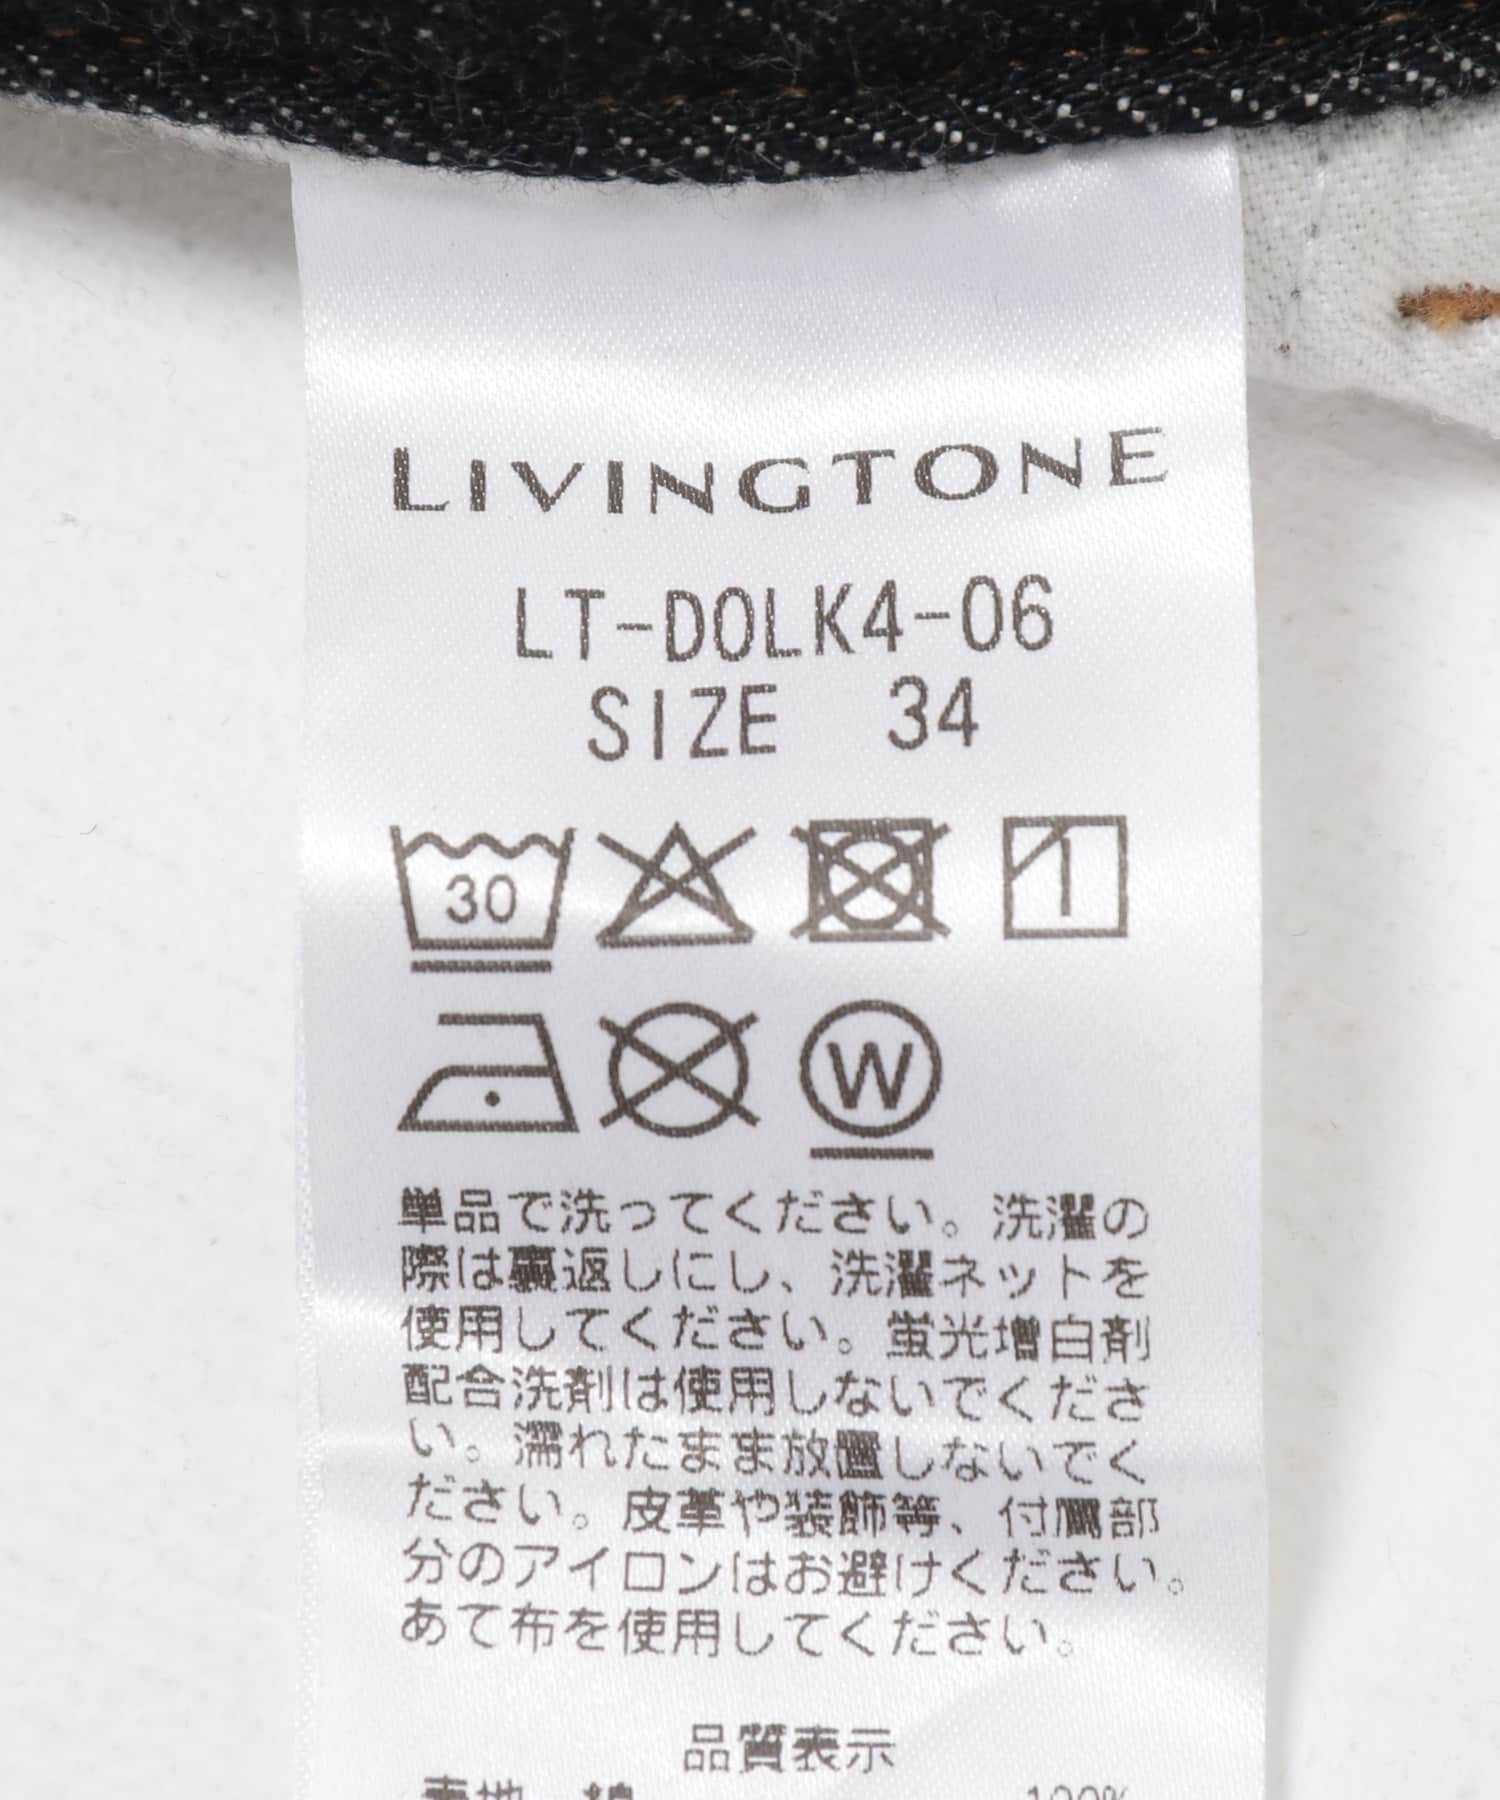 LIVINGTONE
LT-DOLK4-06
SIZE 34
30
W
単品で洗ってください。洗濯の
際は裏返しにし、洗濯ネットを
使用してください。蛍光増白剤
配合洗剤は使用しないでくださ
い。濡れたまま放置しないでく
ださい。皮革や装飾等、付属部
分のアイロンはお避けください。
あて布を使用してください。
品質表示
表地 綿 100%